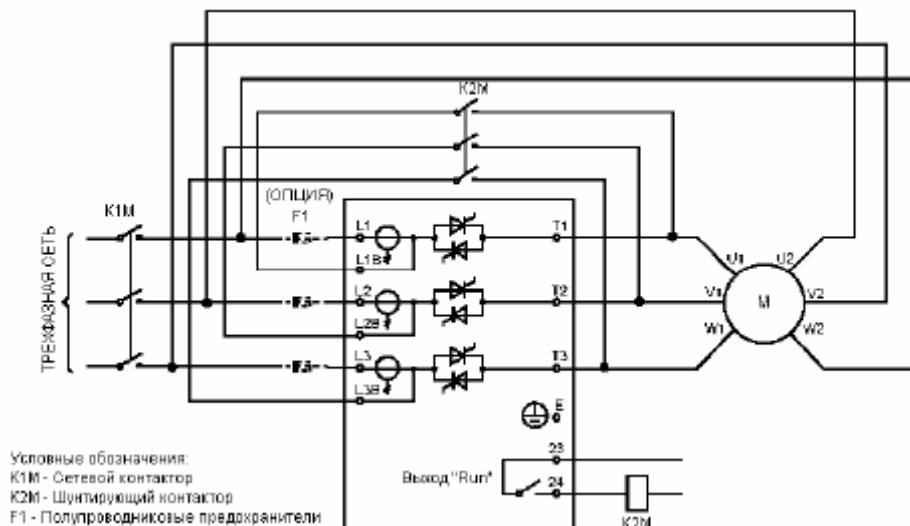 K2M
(ОПЦИЯ)
F1
K1M
ТРЕХФАЗНАЯ СЕТЬ
L1
L1B
L2
L2B
L3
L3B
T1
T2
T3
E
U1
U2
V1
V2
W1
W2
M
23
24
Выход "Run"
K2M
Условные обозначения:
K1M - Сетевой контактор
K2M - Шунтирующий контактор
F1 - Полупроводниковые предохранители